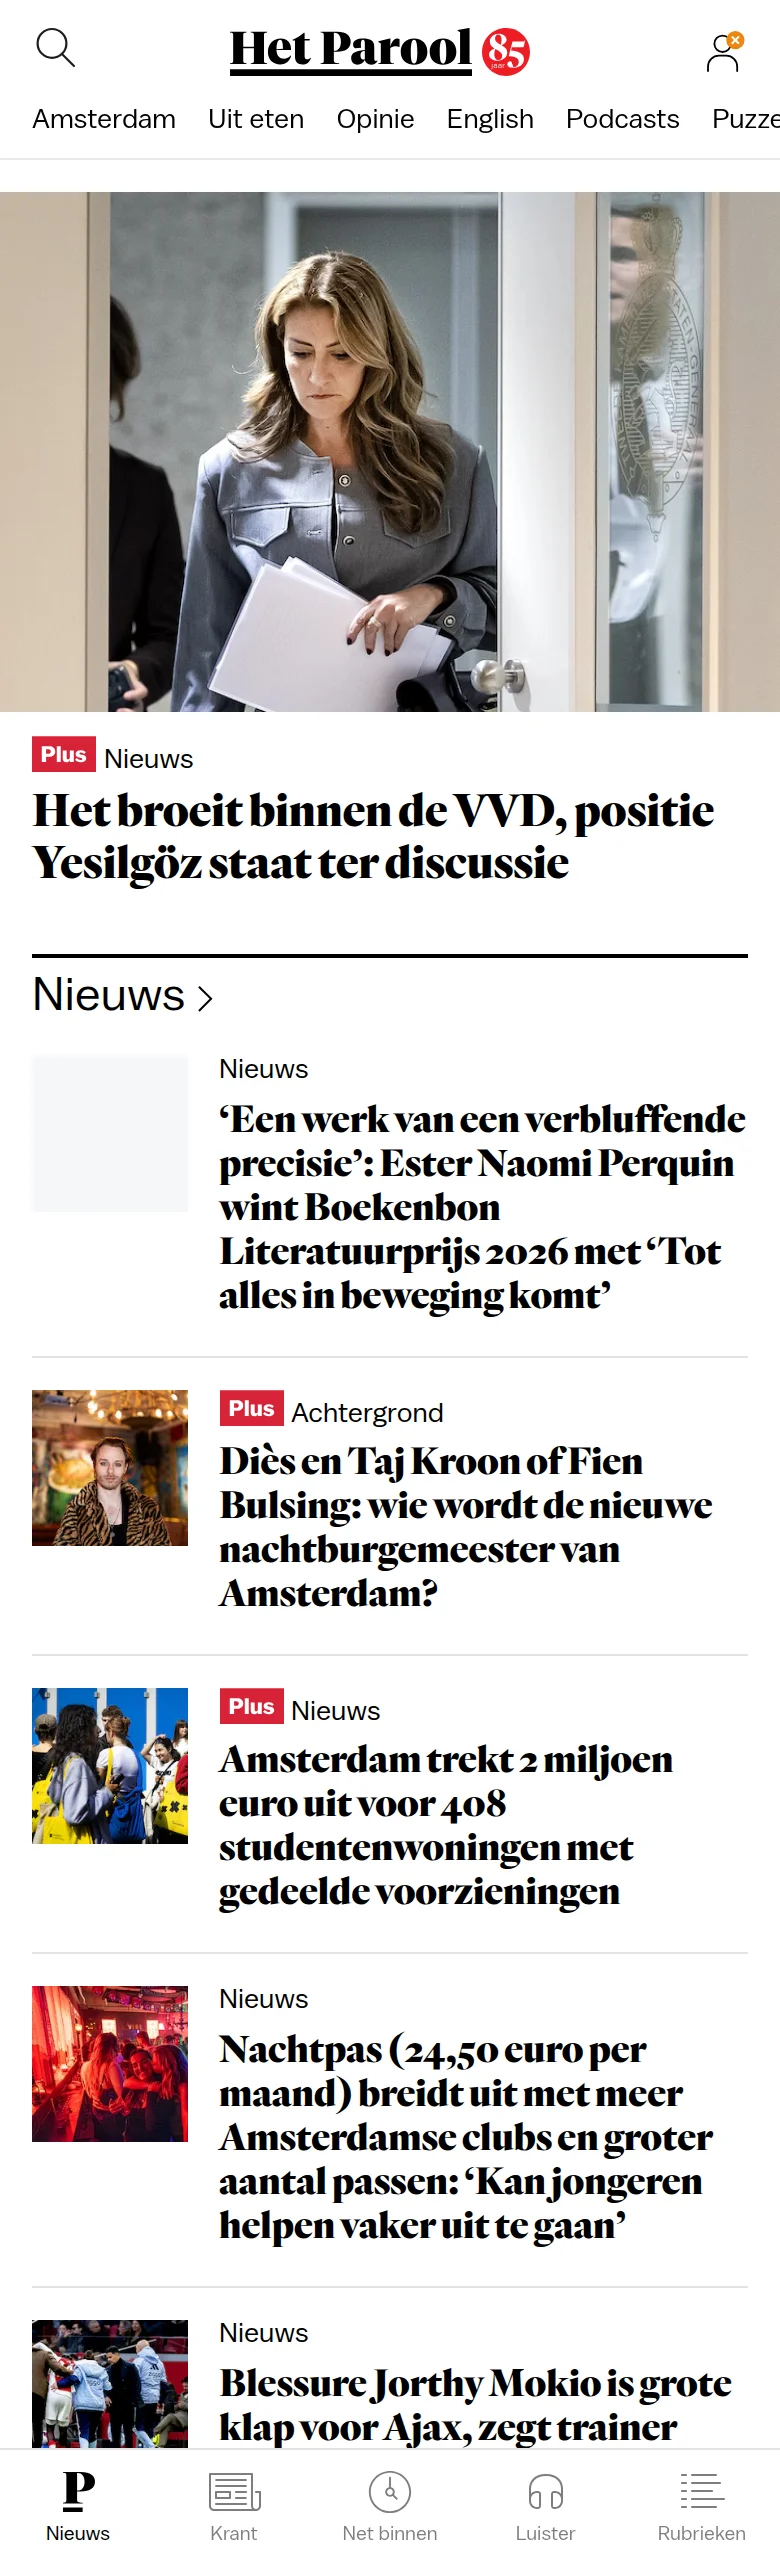 Het Parool 85 jaar
Amsterdam Uit eten Opinie English Podcasts Puzze
STATEN-GENERAAL
Plus Nieuws
Het broeit binnen de VVD, positie
Yesilgöz staat ter discussie
Nieuws
Nieuws
‘Een werk van een verbluffende
precisie’: Ester Naomi Perquin
wint Boekenbon
Literatuurprijs 2026 met ‘Tot
alles in beweging komt’
Plus Achtergrond
Diès en Taj Kroon of Fien
Bulsing: wie wordt de nieuwe
nachtburgemeester van
Amsterdam?
Plus Nieuws
Amsterdam trekt 2 miljoen
euro uit voor 408
studentenwoningen met
gedeelde voorzieningen
Nieuws
Nachtpas (24,50 euro per
maand) breidt uit met meer
Amsterdamse clubs en groter
aantal passen: ‘Kan jongeren
helpen vaker uit te gaan’
Nieuws
Blessure Jorthy Mokio is grote
klap voor Ajax, zegt trainer
P
Nieuws Krant Net binnen Luister Rubrieken